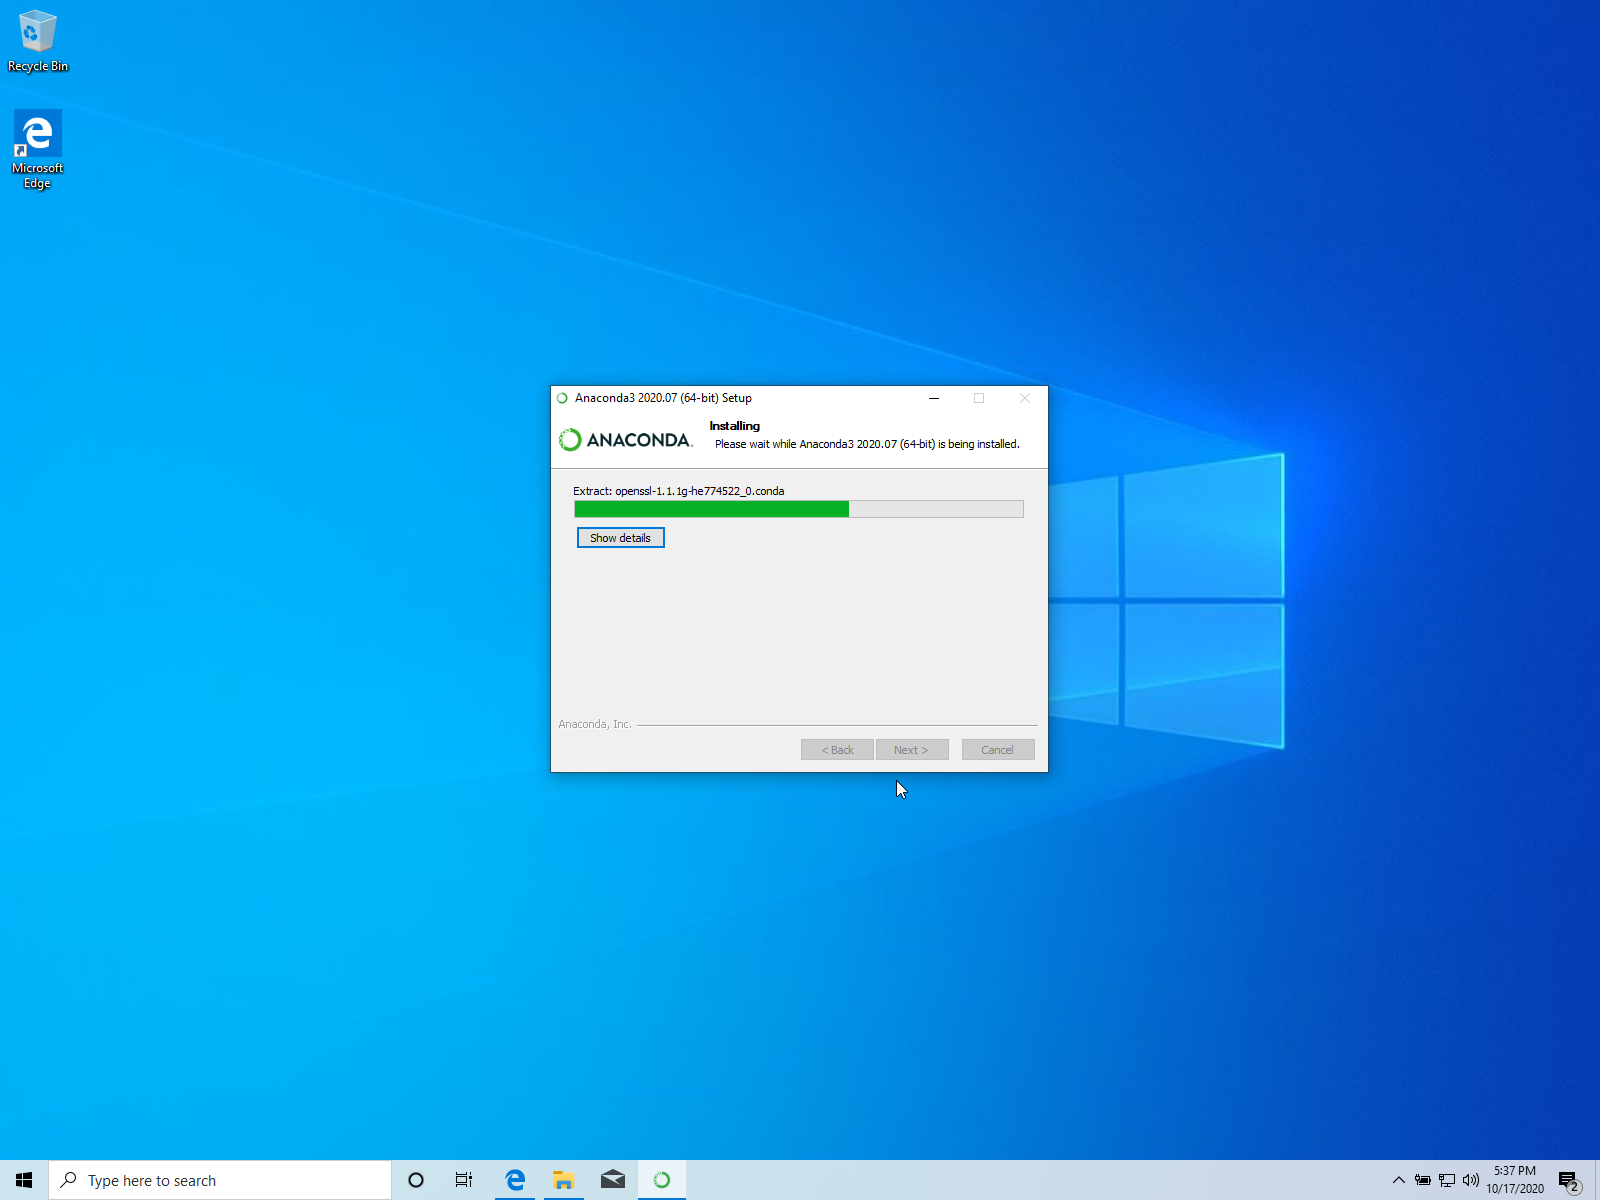 Recycle Bin
Microsoft
Edge
Anaconda3 2020.07 (64-bit) Setup
ANACONDA.
Installing
Please wait while Anaconda3 2020.07 (64-bit) is being installed.
Extract: openssl-1.1.1g-he774522_0.conda
Show details
Anaconda, Inc.
< Back
Next >
Cancel
Type here to search
5:37 PM
10/17/2020
2